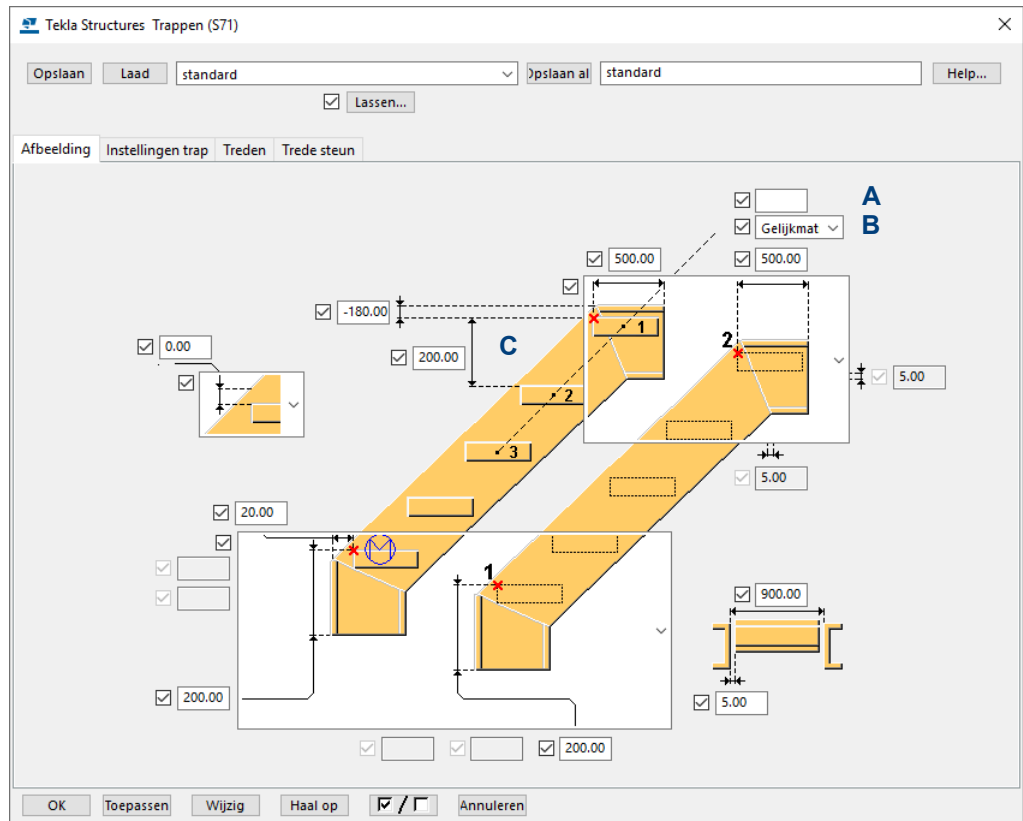 Tekla Structures Trappen (S71)
Opslaan
Laad
standard
Opslaan al
standard
Help...
Lassen...
Afbeelding
Instellingen trap
Treden
Trede steun
A
Gelijkmat
B
500.00
500.00
-180.00
1
200.00
C
2
0.00
2
5.00
3
5.00
20.00
M
1
900.00
200.00
5.00
200.00
OK
Toepassen
Wijzig
Haal op
/
Annuleren